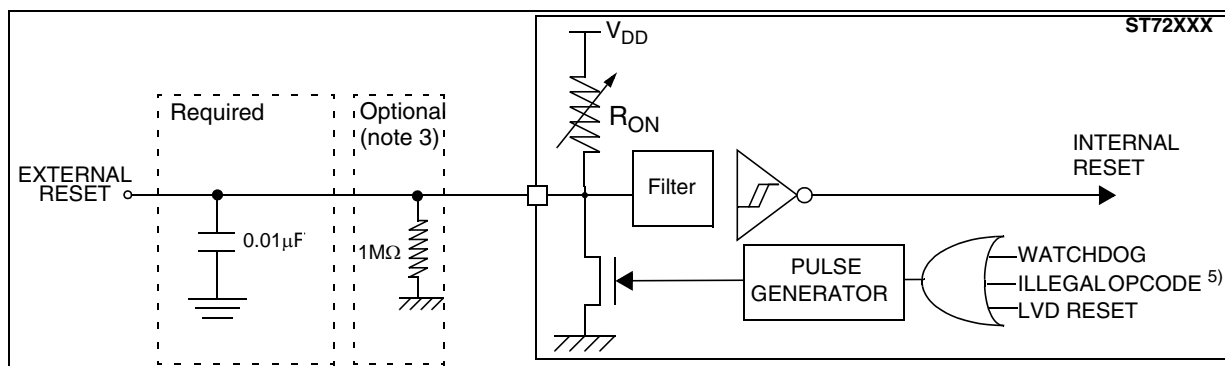 ST72XXX
VDD
Required
Optional
(note 3)
RON
INTERNAL
RESET
EXTERNAL
RESET
Filter
0.01µF
1MΩ
PULSE
GENERATOR
WATCHDOG
ILLEGAL OPCODE 5)
LVD RESET